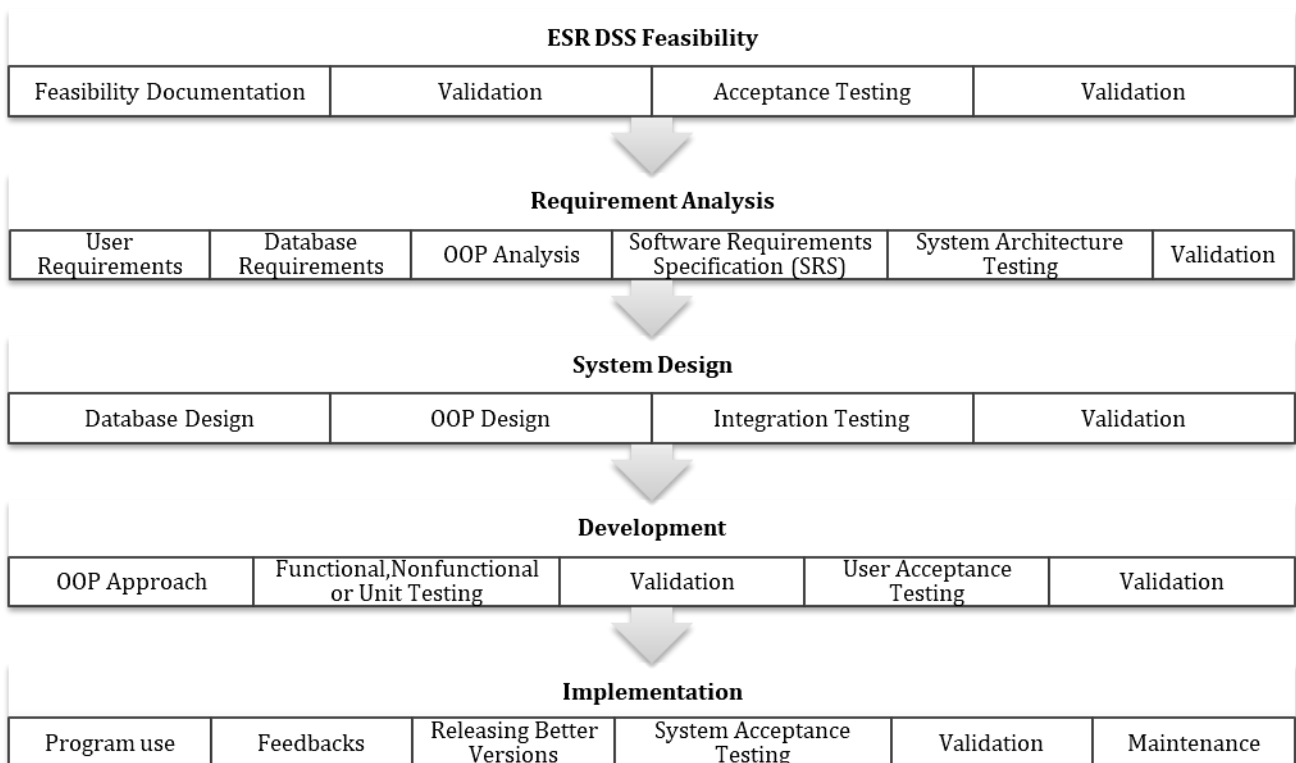 ESR DSS Feasibility
Feasibility Documentation
Validation
Acceptance Testing
Validation
Requirement Analysis
User
Requirements
Database
Requirements
OOP Analysis
Software Requirements
Specification (SRS)
System Architecture
Testing
Validation
System Design
Database Design
OOP Design
Integration Testing
Validation
Development
OOP Approach
Functional,Nonfunctional
or Unit Testing
Validation
User Acceptance
Testing
Validation
Implementation
Program use
Feedbacks
Releasing Better
Versions
System Acceptance
Testing
Validation
Maintenance